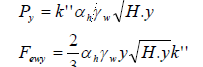 P_y = k'' α_h γ_w √H.y
F_ewy = 2/3 α_h γ_w y √H.y k''